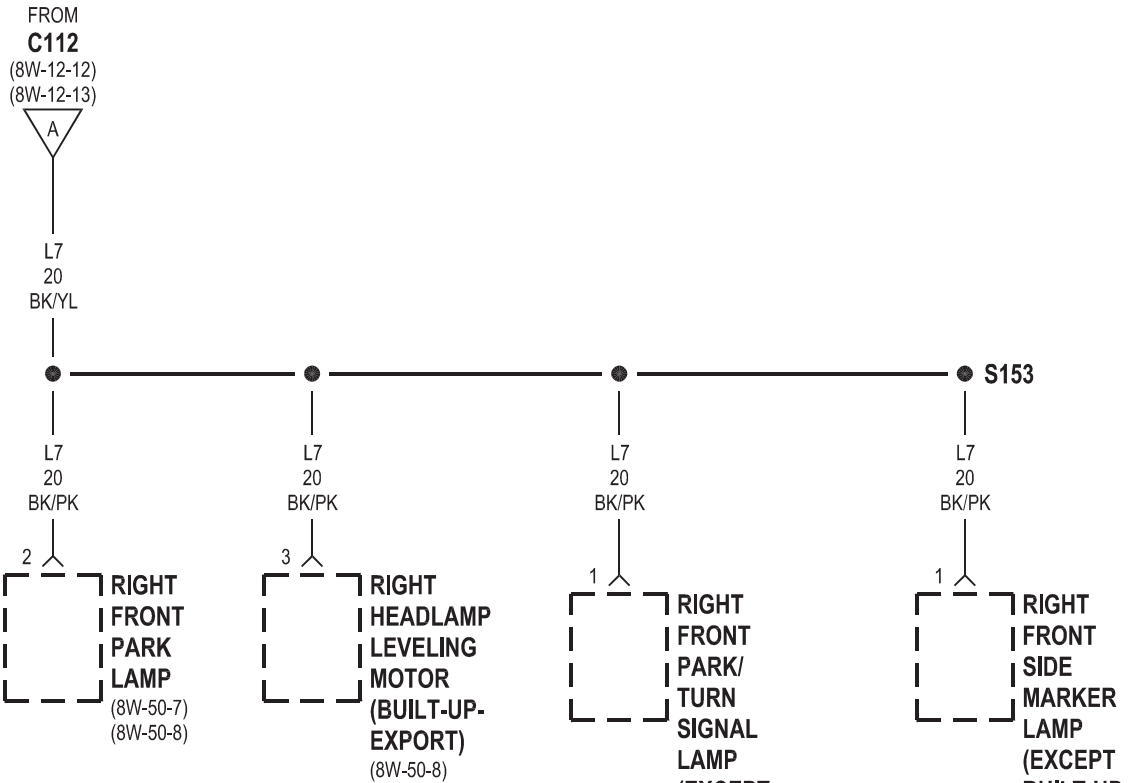 FROM
C112
(8W-12-12)
(8W-12-13)
A
L7
20
BK/YL
S153
L7
20
BK/PK
L7
20
BK/PK
L7
20
BK/PK
L7
20
BK/PK
2
RIGHT
FRONT
PARK
LAMP
(8W-50-7)
(8W-50-8)
3
RIGHT
HEADLAMP
LEVELING
MOTOR
(BUILT-UP-
EXPORT)
(8W-50-8)
1
RIGHT
FRONT
PARK/
TURN
SIGNAL
LAMP
(EXCEPT
1
RIGHT
FRONT
SIDE
MARKER
LAMP
(EXCEPT
BUILT-UP